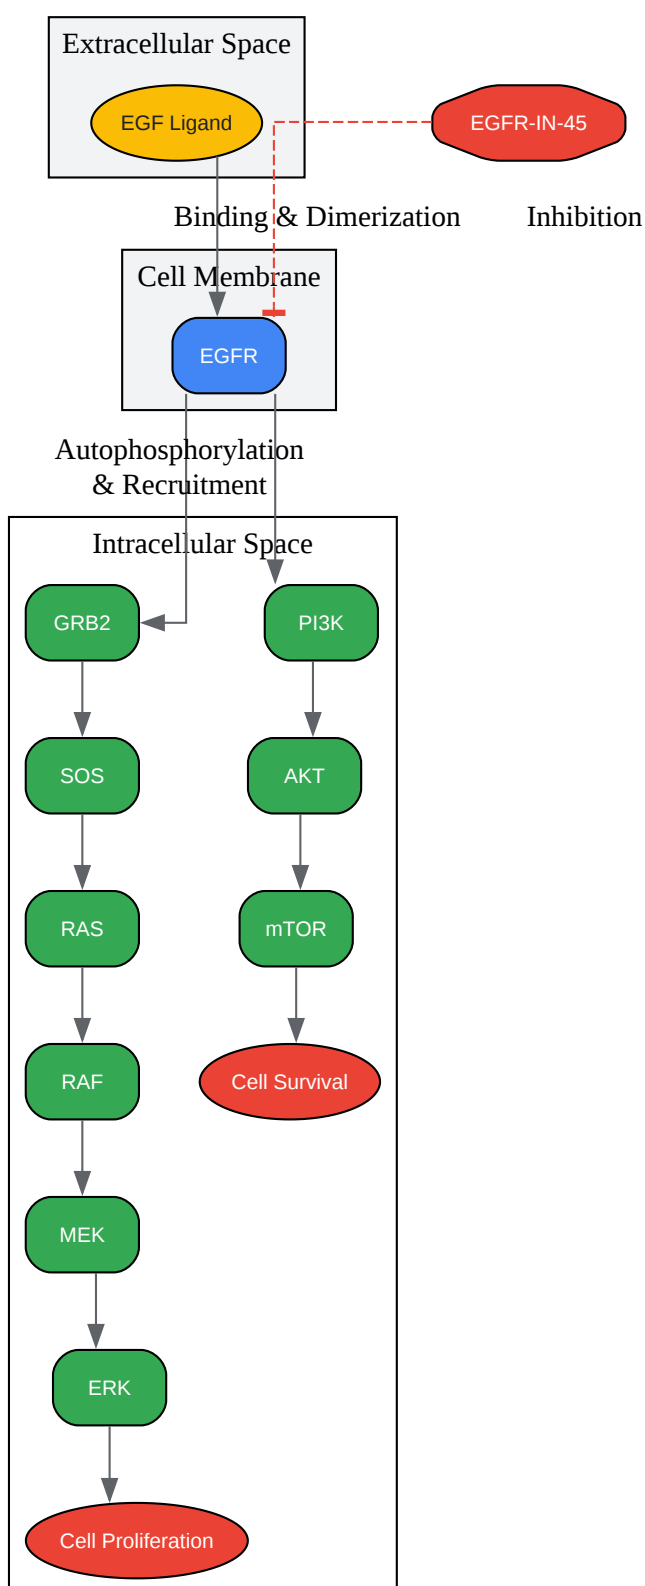 Extracellular Space
EGF Ligand
EGFR-IN-45
Binding & Dimerization
Inhibition
Cell Membrane
EGFR
Autophosphorylation
& Recruitment
Intracellular Space
GRB2
PI3K
SOS
AKT
RAS
mTOR
RAF
Cell Survival
MEK
ERK
Cell Proliferation